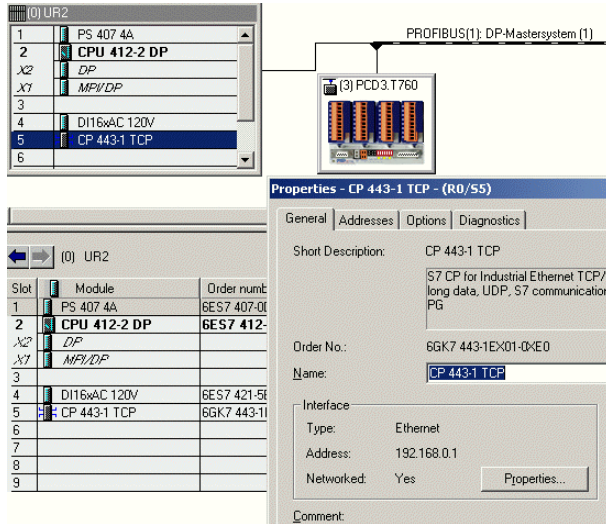 (0) UR2
1 PS 407 4A
2 CPU 412-2 DP
X2 DP
X1 MPI/DP
3
4 DI16xAC 120V
5 CP 443-1 TCP
6
PROFIBUS(1): DP-Mastersystem (1)
(3) PCD3.T760
(0) UR2
Slot Module Order numb
1 PS 407 4A 6ES7 407-0D
2 CPU 412-2 DP 6ES7 412-
X2 DP
X1 MPI/DP
3
4 DI16xAC 120V 6ES7 421-5E
5 CP 443-1 TCP 6GK7 443-1
6
7
8
9
Properties - CP 443-1 TCP - (R0/S5)
General Addresses Options Diagnostics
Short Description: CP 443-1 TCP
S7 CP for Industrial Ethernet TCP/
long data, UDP, S7 communication
PG
Order No.: 6GK7 443-1EX01-0XE0
Name: CP 443-1 TCP
Interface
Type: Ethernet
Address: 192.168.0.1
Networked: Yes Properties...
Comment: